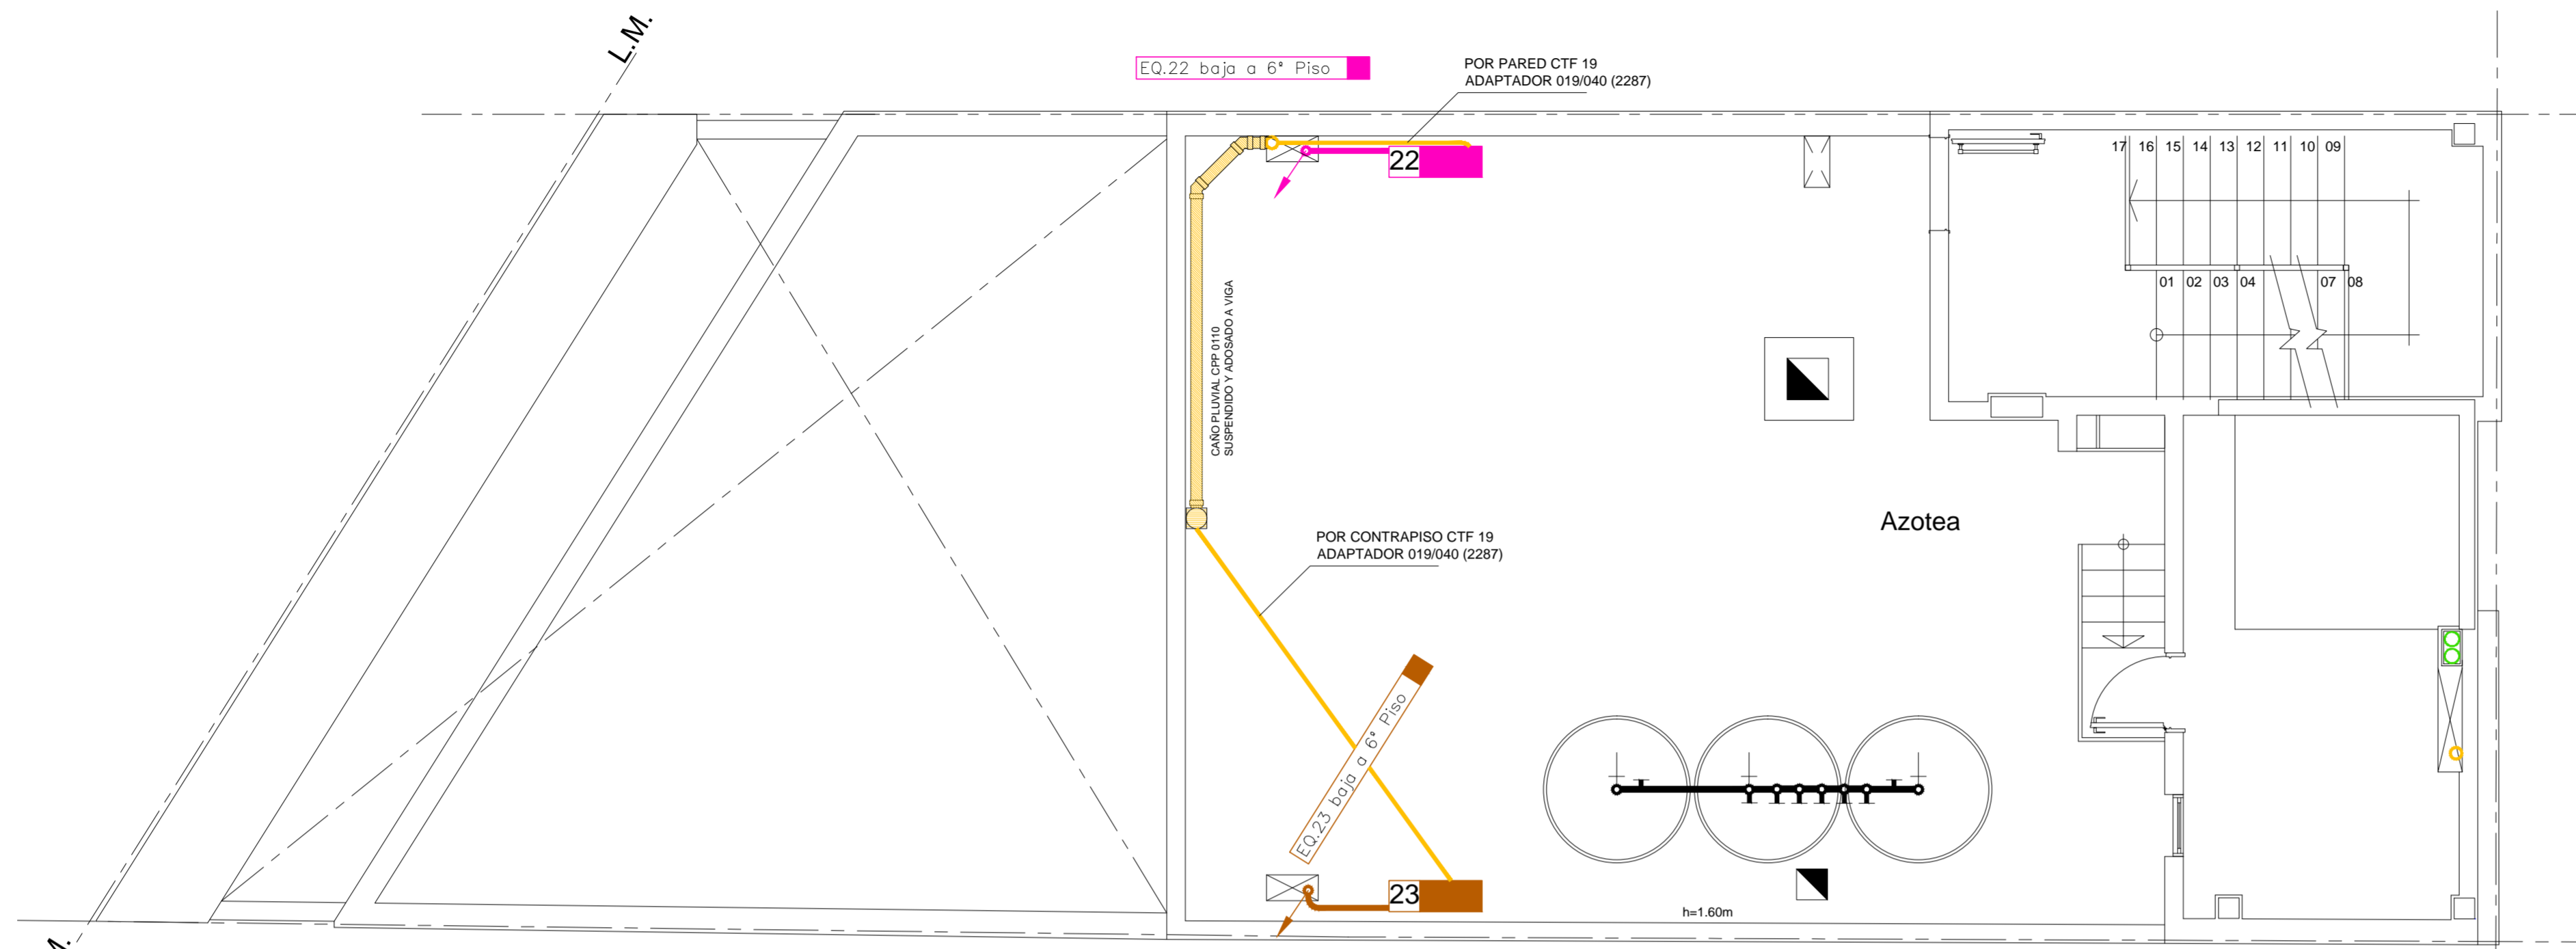 L.M.
EQ.22 baja a 6° Piso
POR PARED CTF 19
ADAPTADOR 019/040 (2287)
22
17 16 15 14 13 12 11 10 09
01 02 03 04 07 08
CAÑO PLUVIAL CPP 0110
SUSPENDIDO Y ADOSADO A VIGA
Azotea
POR CONTRAPISO CTF 19
ADAPTADOR 019/040 (2287)
EQ.23 baja a 6° Piso
23
h=1.60m
M.